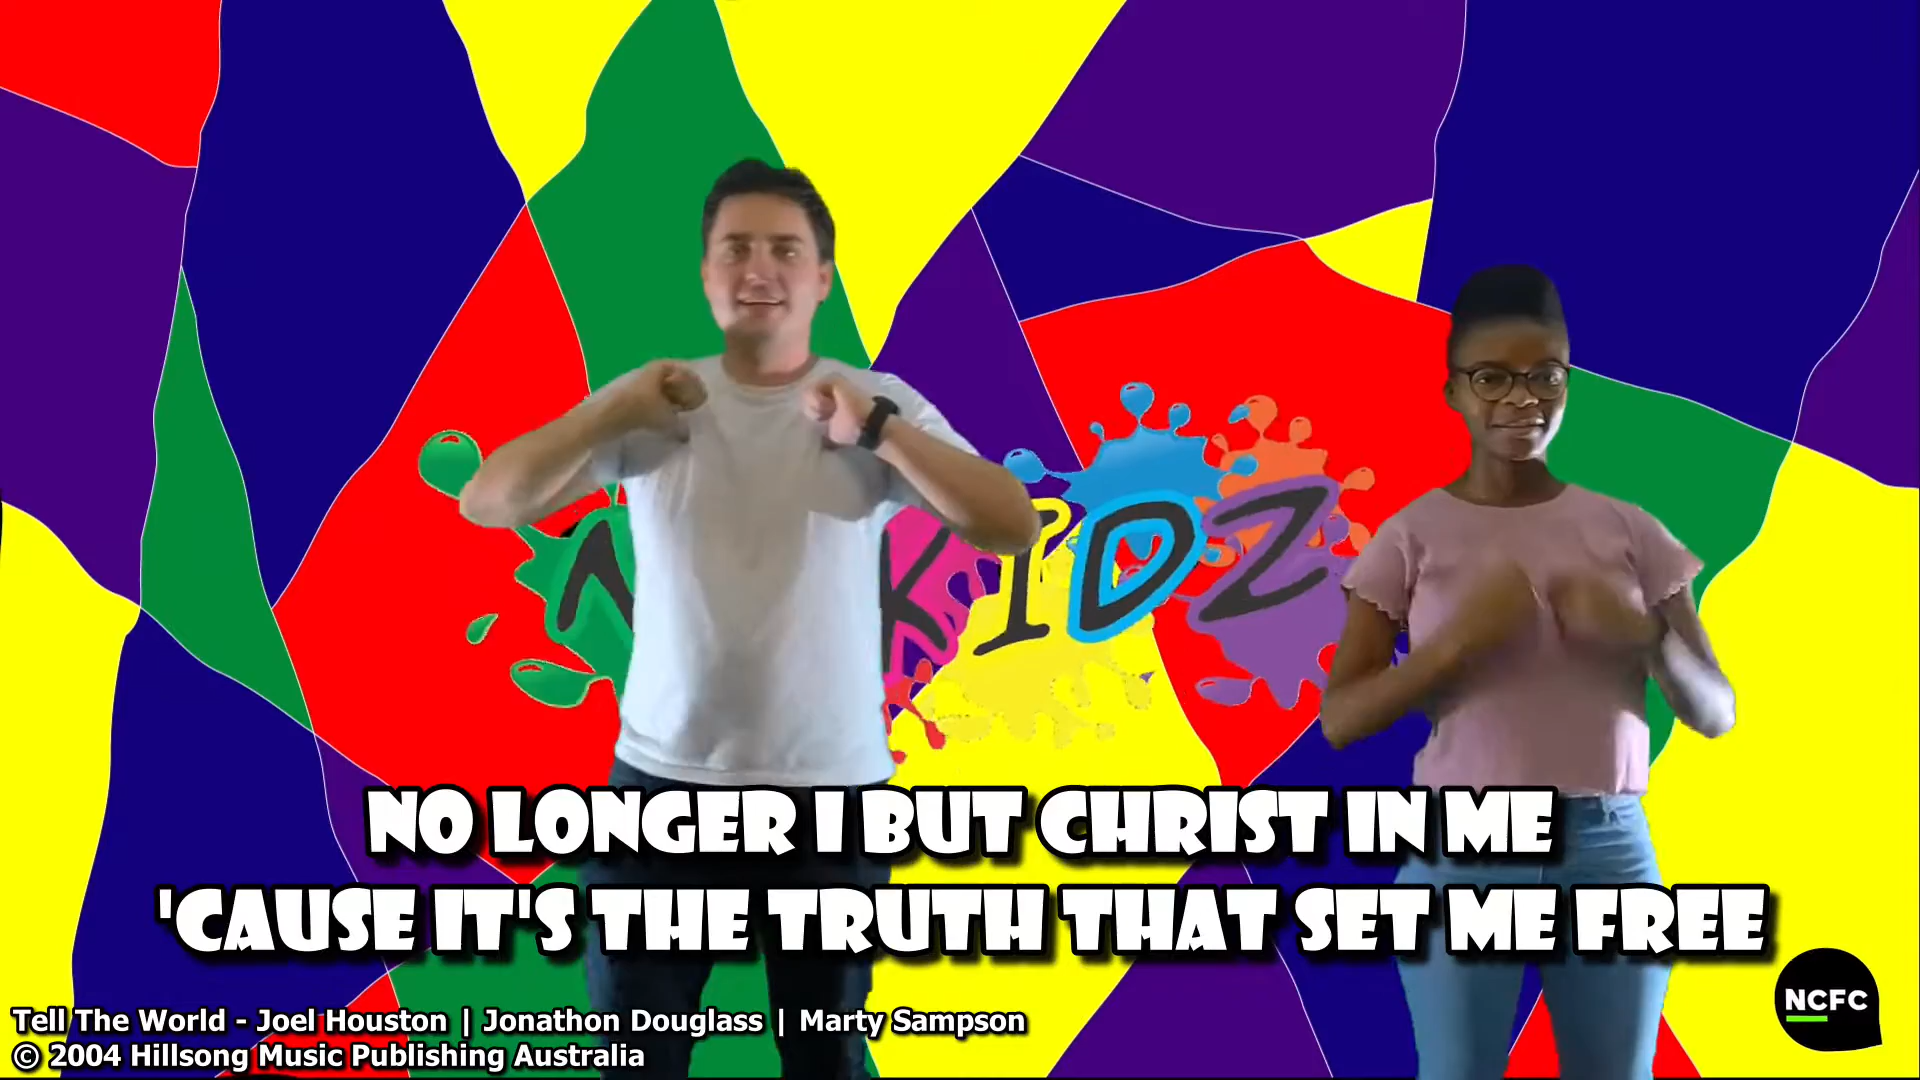 N KIDZ
NO LONGER I BUT CHRIST IN ME
'CAUSE IT'S THE TRUTH THAT SET ME FREE
NCFC
Tell The World - Joel Houston | Jonathon Douglass | Marty Sampson
© 2004 Hillsong Music Publishing Australia